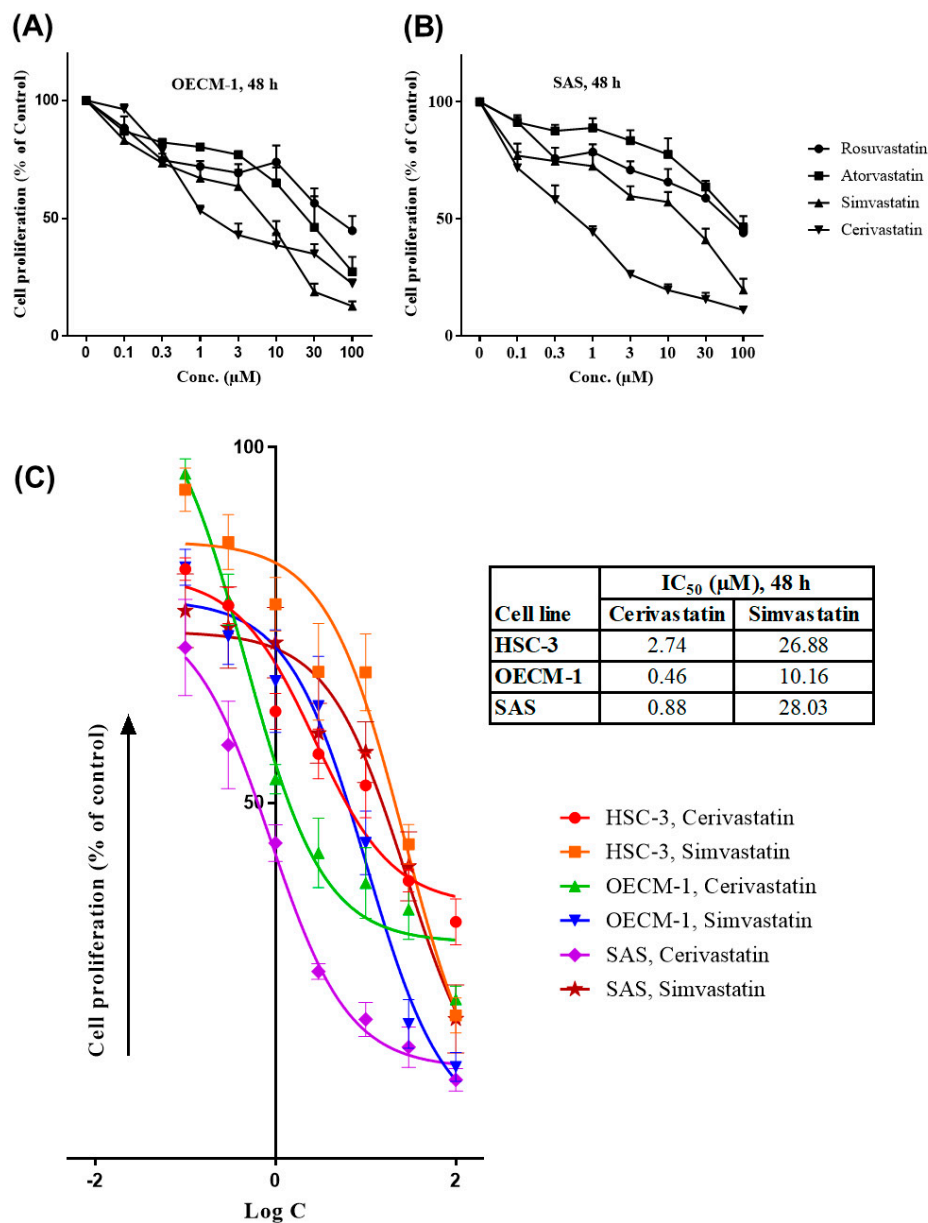 (A)
OECM-1, 48 h
Cell proliferation (% of Control)
100
50
0
0 0.1 0.3 1 3 10 30 100
Conc. (μM)
(B)
SAS, 48 h
Cell proliferation (% of Control)
100
50
0
0 0.1 0.3 1 3 10 30 100
Conc. (μM)
Rosuvastatin
Atorvastatin
Simvastatin
Cerivastatin
(C)
Cell proliferation (% of control)
100
50
-2 0 2
Log C
IC50 (μM), 48 h
Cell line Cerivastatin Simvastatin
HSC-3 2.74 26.88
OECM-1 0.46 10.16
SAS 0.88 28.03
HSC-3, Cerivastatin
HSC-3, Simvastatin
OECM-1, Cerivastatin
OECM-1, Simvastatin
SAS, Cerivastatin
SAS, Simvastatin